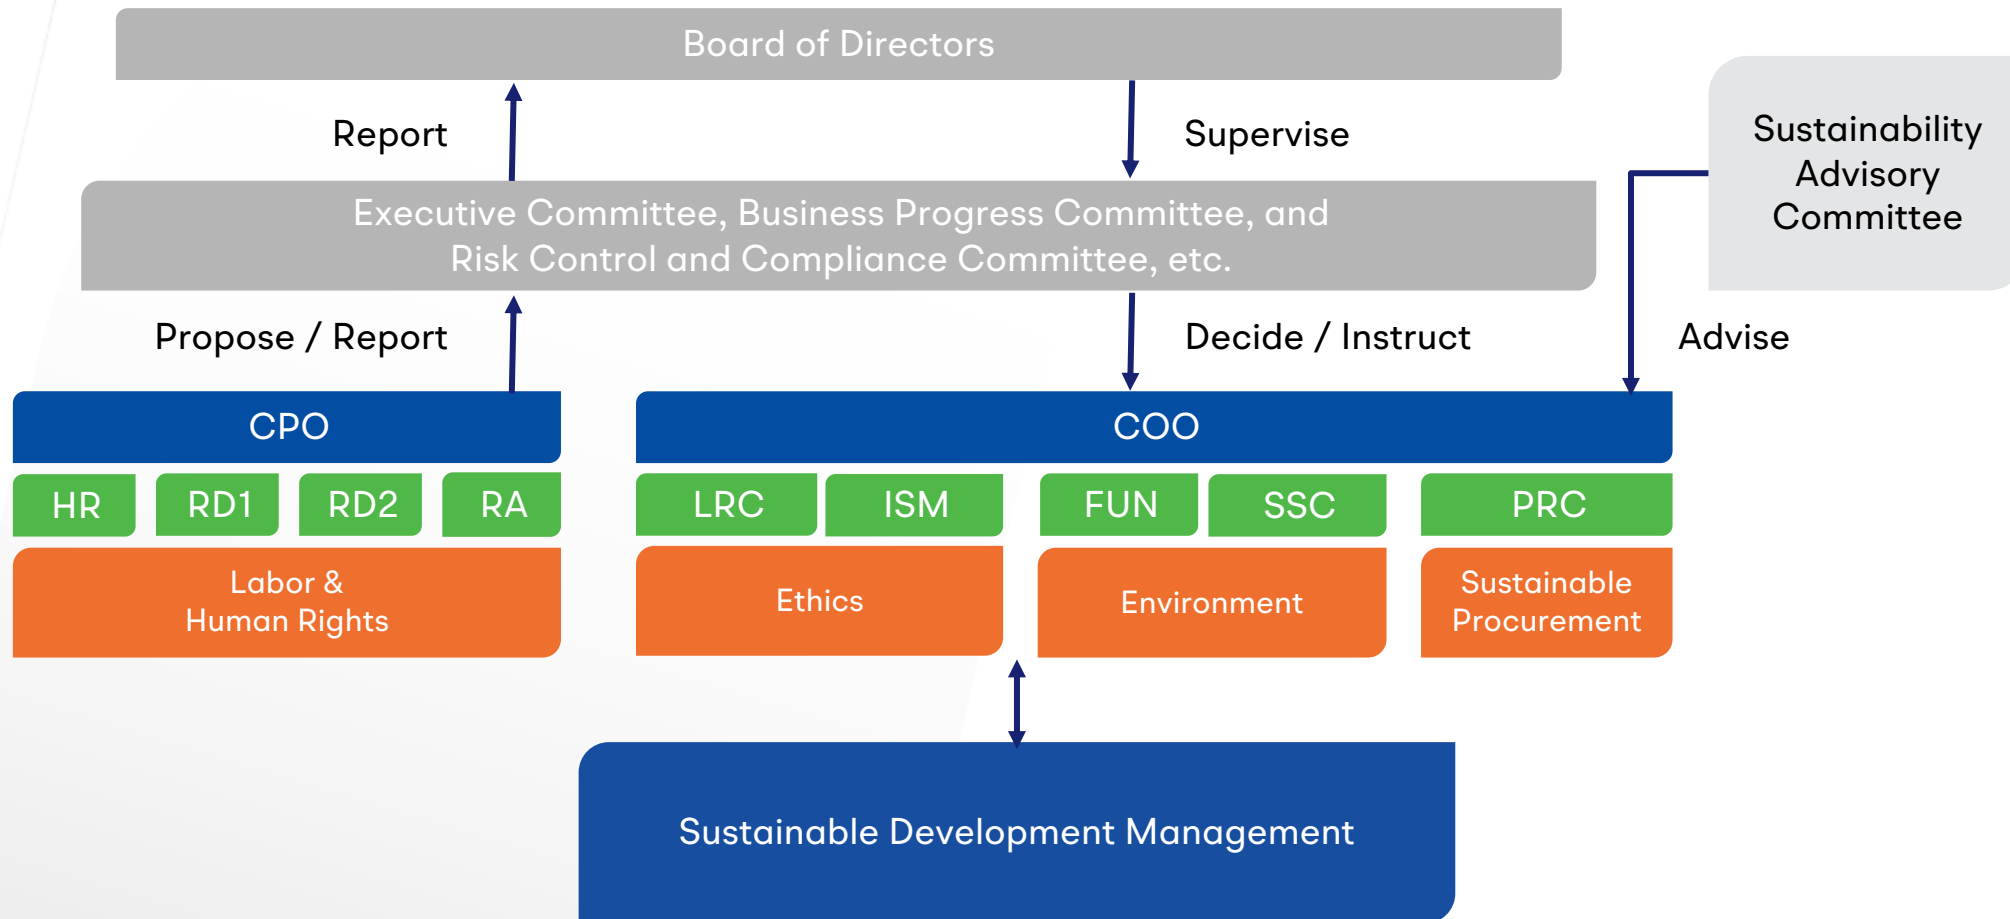 Board of Directors
Report
Supervise
Sustainability
Advisory
Committee
Executive Committee, Business Progress Committee, and
Risk Control and Compliance Committee, etc.
Propose / Report
Decide / Instruct
Advise
CPO
COO
HR
RD1
RD2
RA
LRC
ISM
FUN
SSC
PRC
Labor &
Human Rights
Ethics
Environment
Sustainable
Procurement
Sustainable Development Management